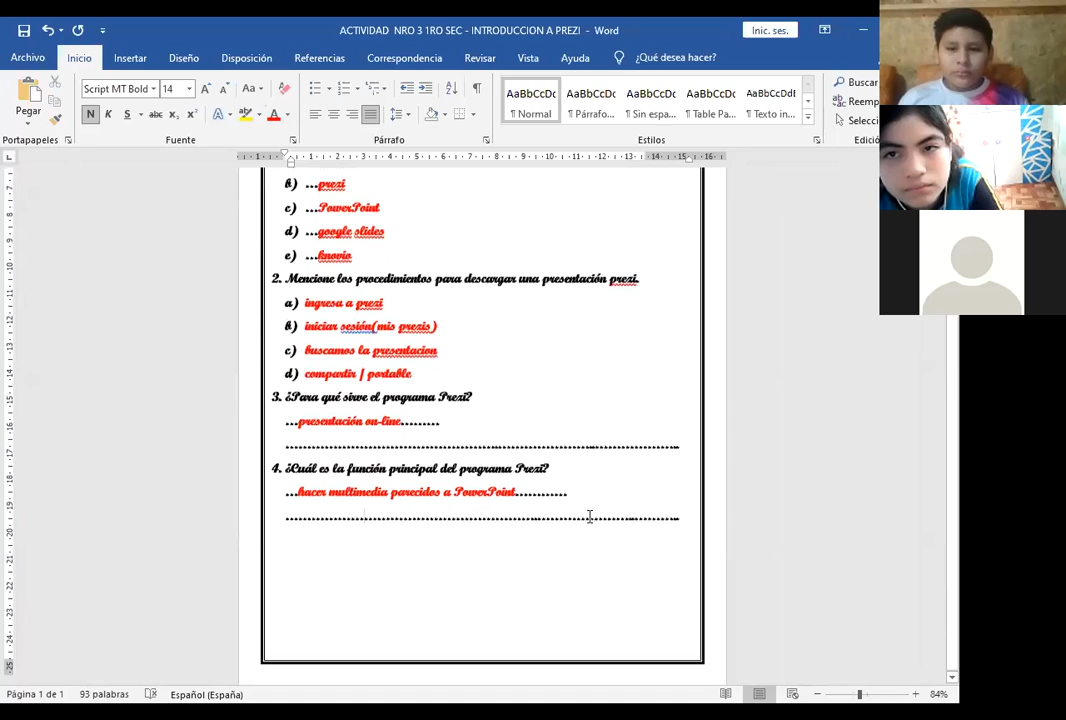 ACTIVIDAD NRO 3 1RO SEC - INTRODUCCION A PREZI - Word
Inic. ses.
Archivo Inicio Insertar Diseño Disposición Referencias Correspondencia Revisar Vista Ayuda ¿Qué desea hacer?
Pegar
Script MT Bold 14
N K S abc x₂ x²
AaBbCcDc AaBbCcDc AaBbCcDc AaBbCcDc AaBbCcDdE
¶ Normal ¶ Párrafo... ¶ Sin espa... ¶ Table Pa... ¶ Texto in...
Buscar
Reemp
Selecci
Portapapeles Fuente Párrafo Estilos Edició
b) ...prezi
c) ...PowerPoint
d) ...google slides
e) ...knovio
2. Mencione los procedimientos para descargar una presentación prezi.
a) ingresa a prezi
b) iniciar sesión(mis prezis)
c) buscamos la presentacion
d) compartir / portable
3. ¿Para qué sirve el programa Prezi?
...presentación on-line.........
4. ¿Cuál es la función principal del programa Prezi?
...hacer multimedia parecidos a PowerPoint............
Página 1 de 1 93 palabras Español (España) 84%